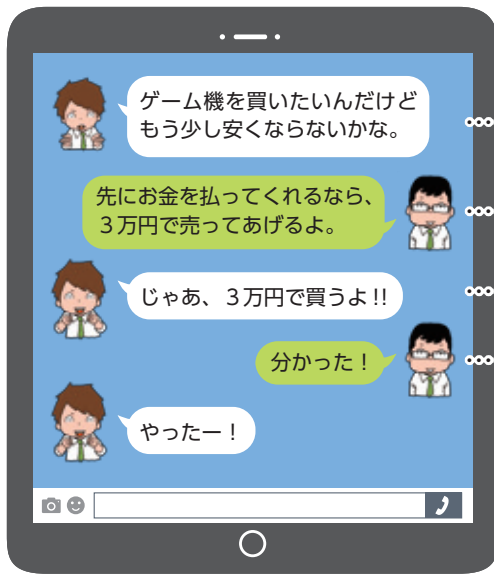 ゲーム機を買いたいんだけど
もう少し安くならないかな。
先にお金を払ってくれるなら、
３万円で売ってあげるよ。
じゃあ、３万円で買うよ!!
分かった！
やったー！